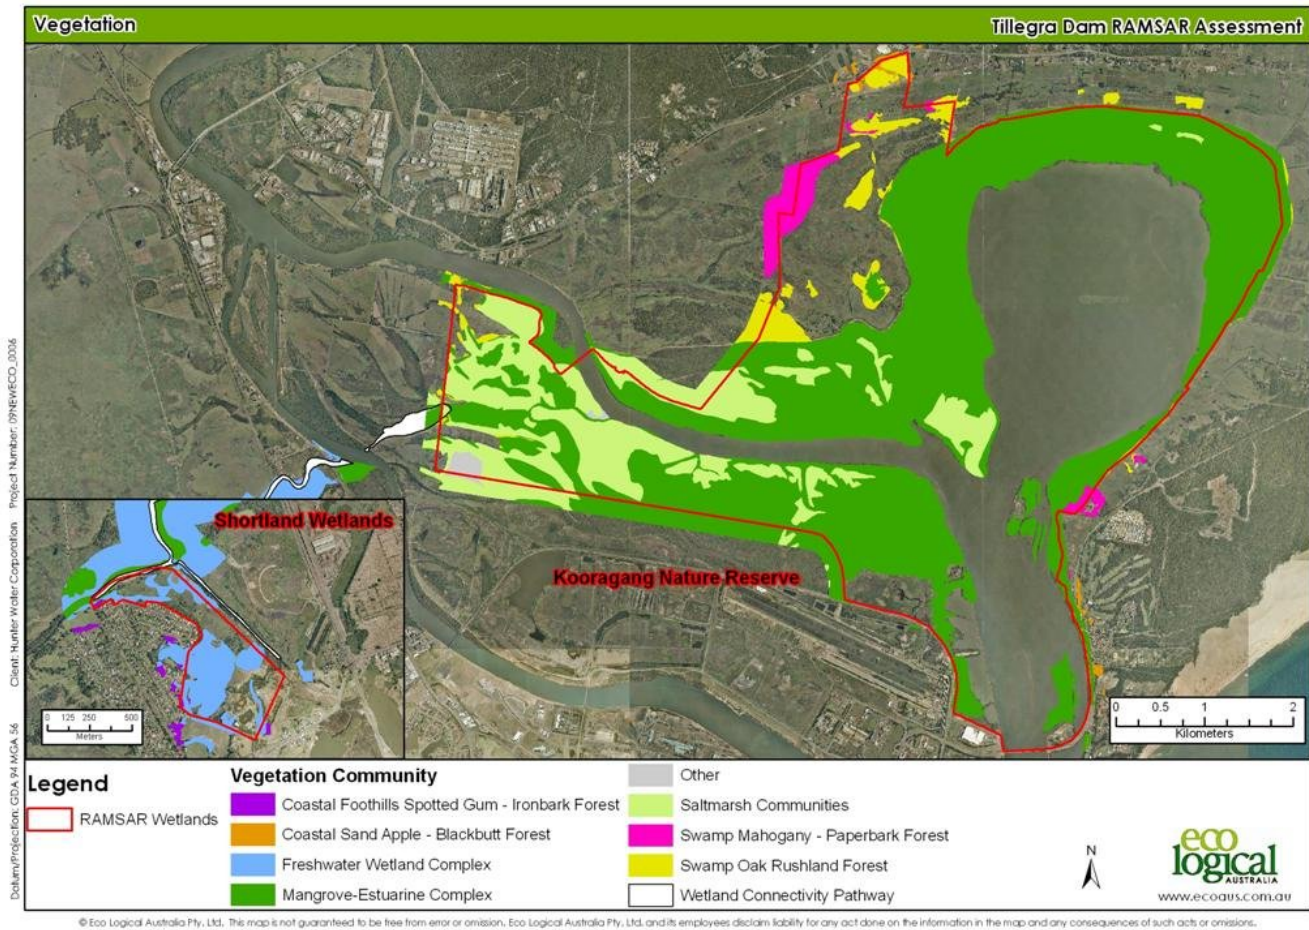 Vegetation
Tillegra Dam RAMSAR Assessment
Shortland Wetlands
Kooragang Nature Reserve
0 125 250 500
Meters
0 0.5 1 2
Kilometers
Datum/Projection: GDA 94 MGA 56 Client: Hunter Water Corporation Project Number: 09NEWECO_0006
Legend
RAMSAR Wetlands
Vegetation Community
Coastal Foothills Spotted Gum - Ironbark Forest
Coastal Sand Apple - Blackbutt Forest
Freshwater Wetland Complex
Mangrove-Estuarine Complex
Other
Saltmarsh Communities
Swamp Mahogany - Paperbark Forest
Swamp Oak Rushland Forest
Wetland Connectivity Pathway
N
eco
logical
AUSTRALIA
www.ecoaus.com.au
© Eco Logical Australia Pty. Ltd. This map is not guaranteed to be free from error or omission. Eco Logical Australia Pty. Ltd. and its employees disclaim liability for any act done on the information in the map and any consequences of such acts or omissions.